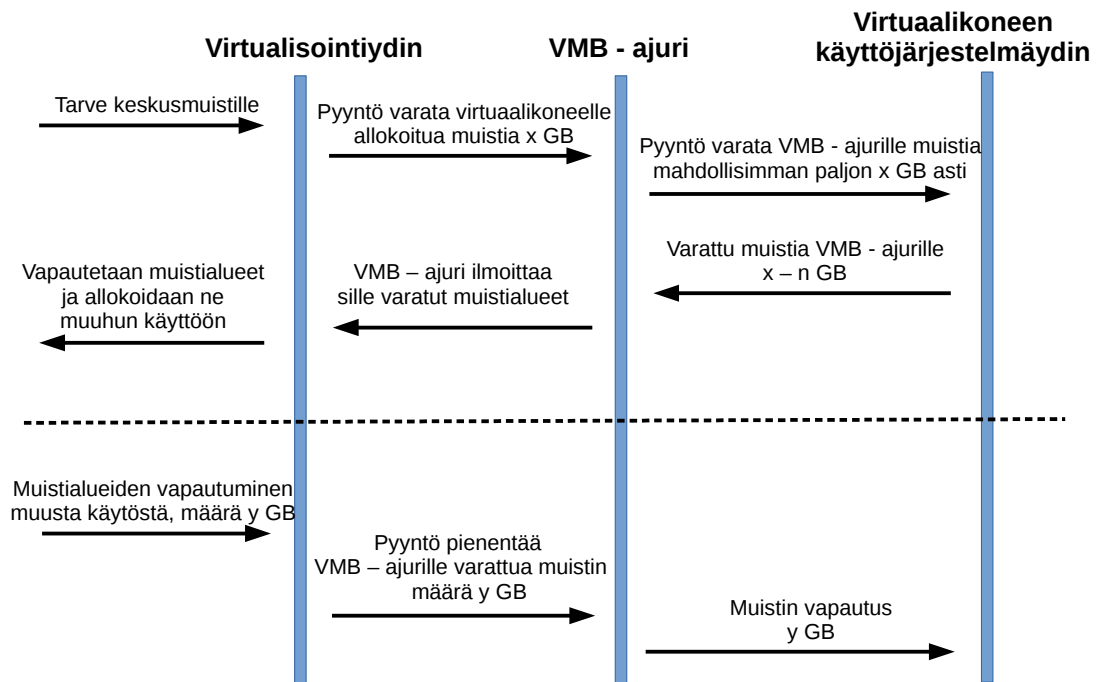 Virtualisointiydin
VMB - ajuri
Virtuaalikoneen
käyttöjärjestelmäydin
Tarve keskusmuistille
Pyyntö varata virtuaalikoneelle
allokoitua muistia x GB
Pyyntö varata VMB - ajurille muistia
mahdollisimman paljon x GB asti
Varattu muistia VMB - ajurille
x – n GB
VMB – ajuri ilmoittaa
sille varatut muistialueet
Vapautetaan muistialueet
ja allokoidaan ne
muuhun käyttöön
Muistialueiden vapautuminen
muusta käytöstä, määrä y GB
Pyyntö pienentää
VMB – ajurille varattua muistin
määrä y GB
Muistin vapautus
y GB